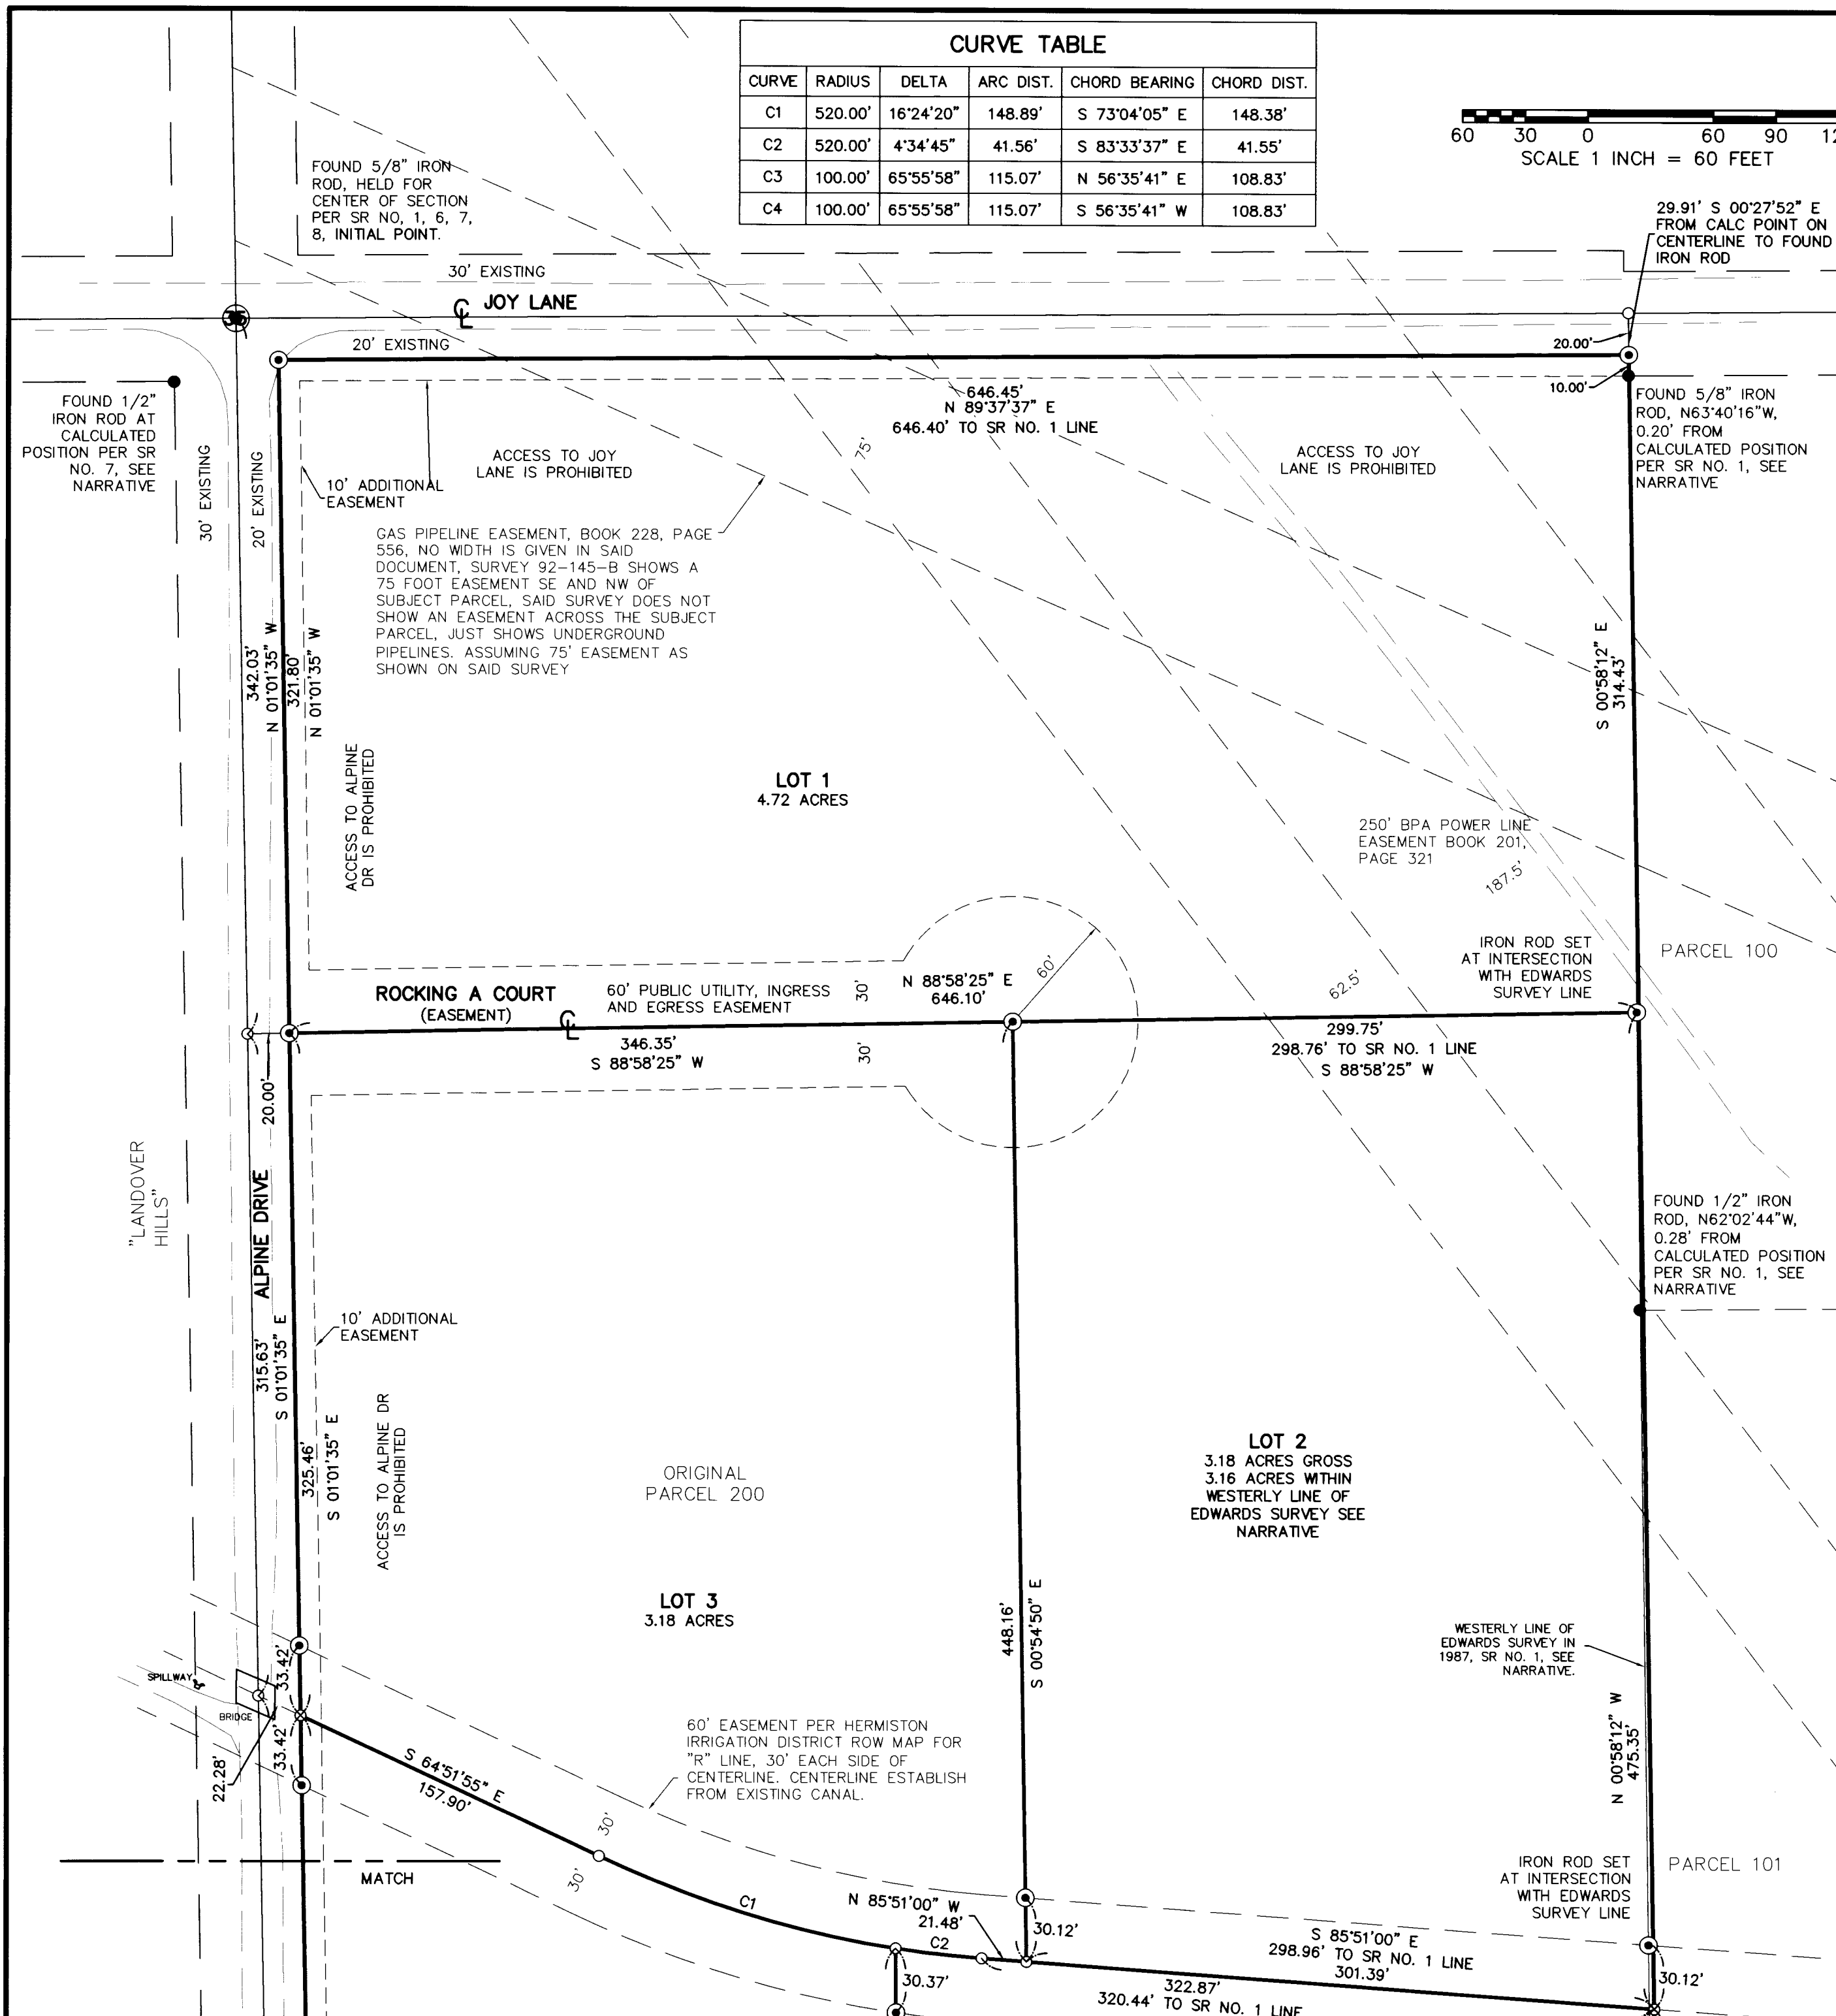 CURVE TABLE
CURVE RADIUS DELTA ARC DIST. CHORD BEARING CHORD DIST.
C1 520.00' 16°24'20" 148.89' S 73°04'05" E 148.38'
C2 520.00' 4°34'45" 41.56' S 83°33'37" E 41.55'
C3 100.00' 65°55'58" 115.07' N 56°35'41" E 108.83'
C4 100.00' 65°55'58" 115.07' S 56°35'41" W 108.83'
60 30 0 60 90
SCALE 1 INCH = 60 FEET
FOUND 5/8" IRON
ROD, HELD FOR
CENTER OF SECTION
PER SR NO, 1, 6, 7,
8, INITIAL POINT.
29.91' S 00°27'52" E
FROM CALC POINT ON
CENTERLINE TO FOUND
IRON ROD
30' EXISTING
JOY LANE
35
20' EXISTING
20.00'
10.00'
646.45'
N 89°37'37" E
646.40' TO SR NO. 1 LINE
FOUND 1/2"
IRON ROD AT
CALCULATED
POSITION PER SR
NO. 7, SEE
NARRATIVE
FOUND 5/8" IRON
ROD, N63°40'16"W,
0.20' FROM
CALCULATED POSITION
PER SR NO. 1, SEE
NARRATIVE
30' EXISTING
20' EXISTING
10' ADDITIONAL
EASEMENT
ACCESS TO JOY
LANE IS PROHIBITED
75'
ACCESS TO JOY
LANE IS PROHIBITED
GAS PIPELINE EASEMENT, BOOK 228, PAGE
556, NO WIDTH IS GIVEN IN SAID
DOCUMENT, SURVEY 92-145-B SHOWS A
75 FOOT EASEMENT SE AND NW OF
SUBJECT PARCEL, SAID SURVEY DOES NOT
SHOW AN EASEMENT ACROSS THE SUBJECT
PARCEL, JUST SHOWS UNDERGROUND
PIPELINES. ASSUMING 75' EASEMENT AS
SHOWN ON SAID SURVEY
342.03'
N 01°01'35" W
321.80'
N 01°01'35" W
S 00°58'12" E
314.43'
ACCESS TO ALPINE
DR IS PROHIBITED
LOT 1
4.72 ACRES
250' BPA POWER LINE
EASEMENT BOOK 201,
PAGE 321
187.5'
IRON ROD SET
AT INTERSECTION
WITH EDWARDS
SURVEY LINE
PARCEL 100
ROCKING A COURT
(EASEMENT)
60' PUBLIC UTILITY, INGRESS
AND EGRESS EASEMENT
30'
N 88°58'25" E
646.10'
60'
62.5'
346.35'
S 88°58'25" W
30'
299.75'
298.76' TO SR NO. 1 LINE
S 88°58'25" W
20.00'
"LANDOVER
HILLS"
ALPINE DRIVE
FOUND 1/2" IRON
ROD, N62°02'44"W,
0.28' FROM
CALCULATED POSITION
PER SR NO. 1, SEE
NARRATIVE
10' ADDITIONAL
EASEMENT
315.63'
S 01°01'35" E
325.46'
S 01°01'35" E
ACCESS TO ALPINE DR
IS PROHIBITED
ORIGINAL
PARCEL 200
LOT 2
3.18 ACRES GROSS
3.16 ACRES WITHIN
WESTERLY LINE OF
EDWARDS SURVEY SEE
NARRATIVE
LOT 3
3.18 ACRES
448.16'
S 00°54'50" E
WESTERLY LINE OF
EDWARDS SURVEY IN
1987, SR NO. 1, SEE
NARRATIVE.
SPILLWAY
BRIDGE
33.42'
33.42'
22.28'
60' EASEMENT PER HERMISTON
IRRIGATION DISTRICT ROW MAP FOR
"R" LINE, 30' EACH SIDE OF
CENTERLINE. CENTERLINE ESTABLISH
FROM EXISTING CANAL.
S 64°51'55" E
157.90'
N 00°58'12" W
475.35'
30'
30'
MATCH
C1
IRON ROD SET
AT INTERSECTION
WITH EDWARDS
SURVEY LINE
PARCEL 101
N 85°51'00" W
21.48'
C2
30.12'
30.37'
S 85°51'00" E
298.96' TO SR NO. 1 LINE
301.39'
30.12'
322.87'
320.44' TO SR NO. 1 LINE